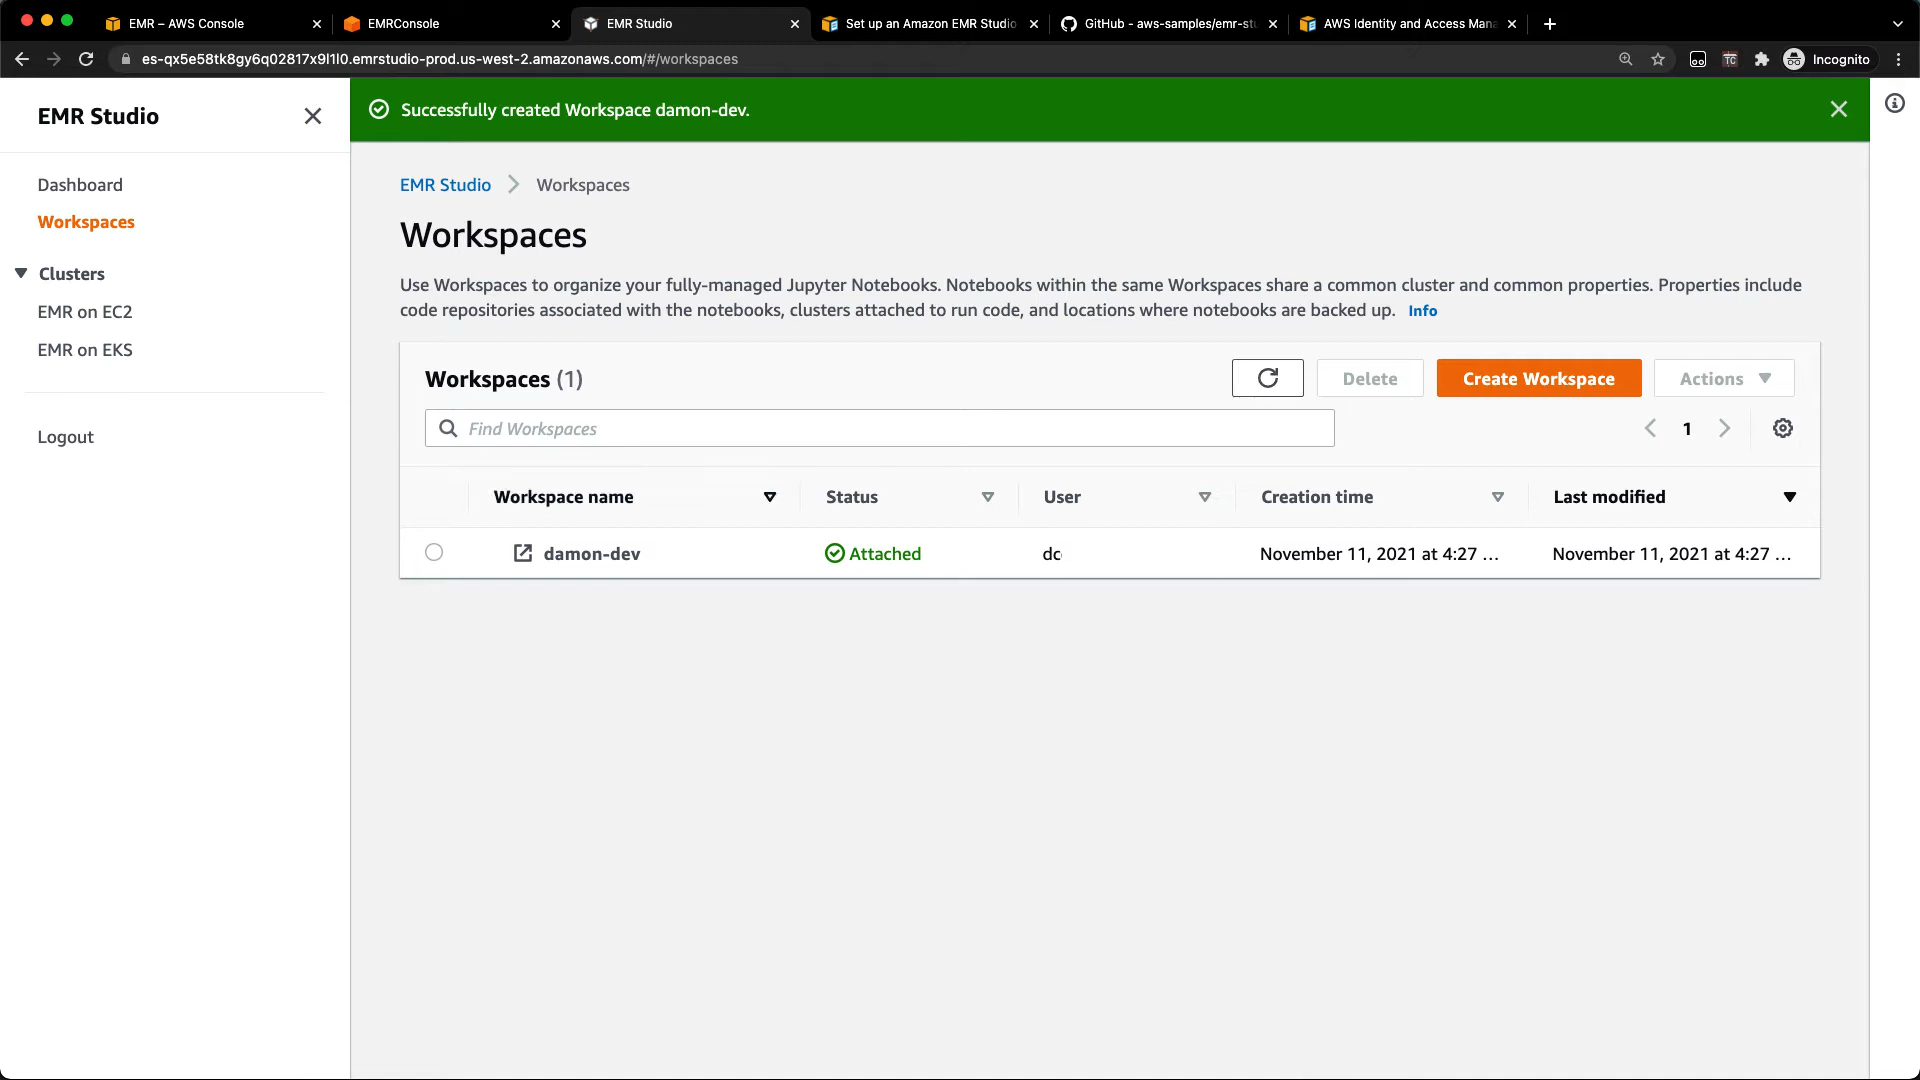 EMR – AWS Console
EMRConsole
EMR Studio
Set up an Amazon EMR Studio
GitHub - aws-samples/emr-stu
AWS Identity and Access Mana
es-qx5e58tk8gy6q02817x9l1l0.emrstudio-prod.us-west-2.amazonaws.com/#/workspaces
TC
Incognito
EMR Studio
Successfully created Workspace damon-dev.
Dashboard
Workspaces
Clusters
EMR on EC2
EMR on EKS
Logout
EMR Studio
Workspaces
Workspaces
Use Workspaces to organize your fully-managed Jupyter Notebooks. Notebooks within the same Workspaces share a common cluster and common properties. Properties include
code repositories associated with the notebooks, clusters attached to run code, and locations where notebooks are backed up. Info
Workspaces (1)
Delete
Create Workspace
Actions
Find Workspaces
1
Workspace name
Status
User
Creation time
Last modified
damon-dev
Attached
November 11, 2021 at 4:27 ...
November 11, 2021 at 4:27 ...